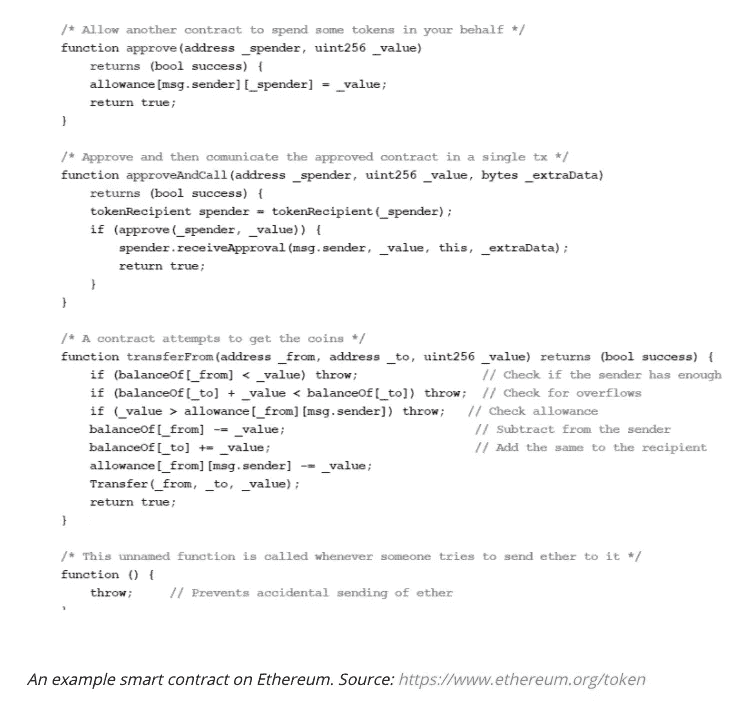 /* Allow another contract to spend some tokens in your behalf */
function approve(address _spender, uint256 _value)
returns (bool success) {
allowance[msg.sender][_spender] = _value;
return true;
}
/* Approve and then comunicate the approved contract in a single tx */
function approveAndCall(address _spender, uint256 _value, bytes _extraData)
returns (bool success) {
tokenRecipient spender = tokenRecipient(_spender);
if (approve(_spender, _value)) {
spender.receiveApproval(msg.sender, _value, this, _extraData);
return true;
}
}
/* A contract attempts to get the coins */
function transferFrom(address _from, address _to, uint256 _value) returns (bool success) {
if (balanceOf[_from] < _value) throw; // Check if the sender has enough
if (balanceOf[_to] + _value < balanceOf[_to]) throw; // Check for overflows
if (_value > allowance[_from][msg.sender]) throw; // Check allowance
balanceOf[_from] -= _value; // Subtract from the sender
balanceOf[_to] += _value; // Add the same to the recipient
allowance[_from][msg.sender] -= _value;
Transfer(_from, _to, _value);
return true;
}
/* This unnamed function is called whenever someone tries to send ether to it */
function () {
throw; // Prevents accidental sending of ether
An example smart contract on Ethereum. Source: https://www.ethereum.org/token